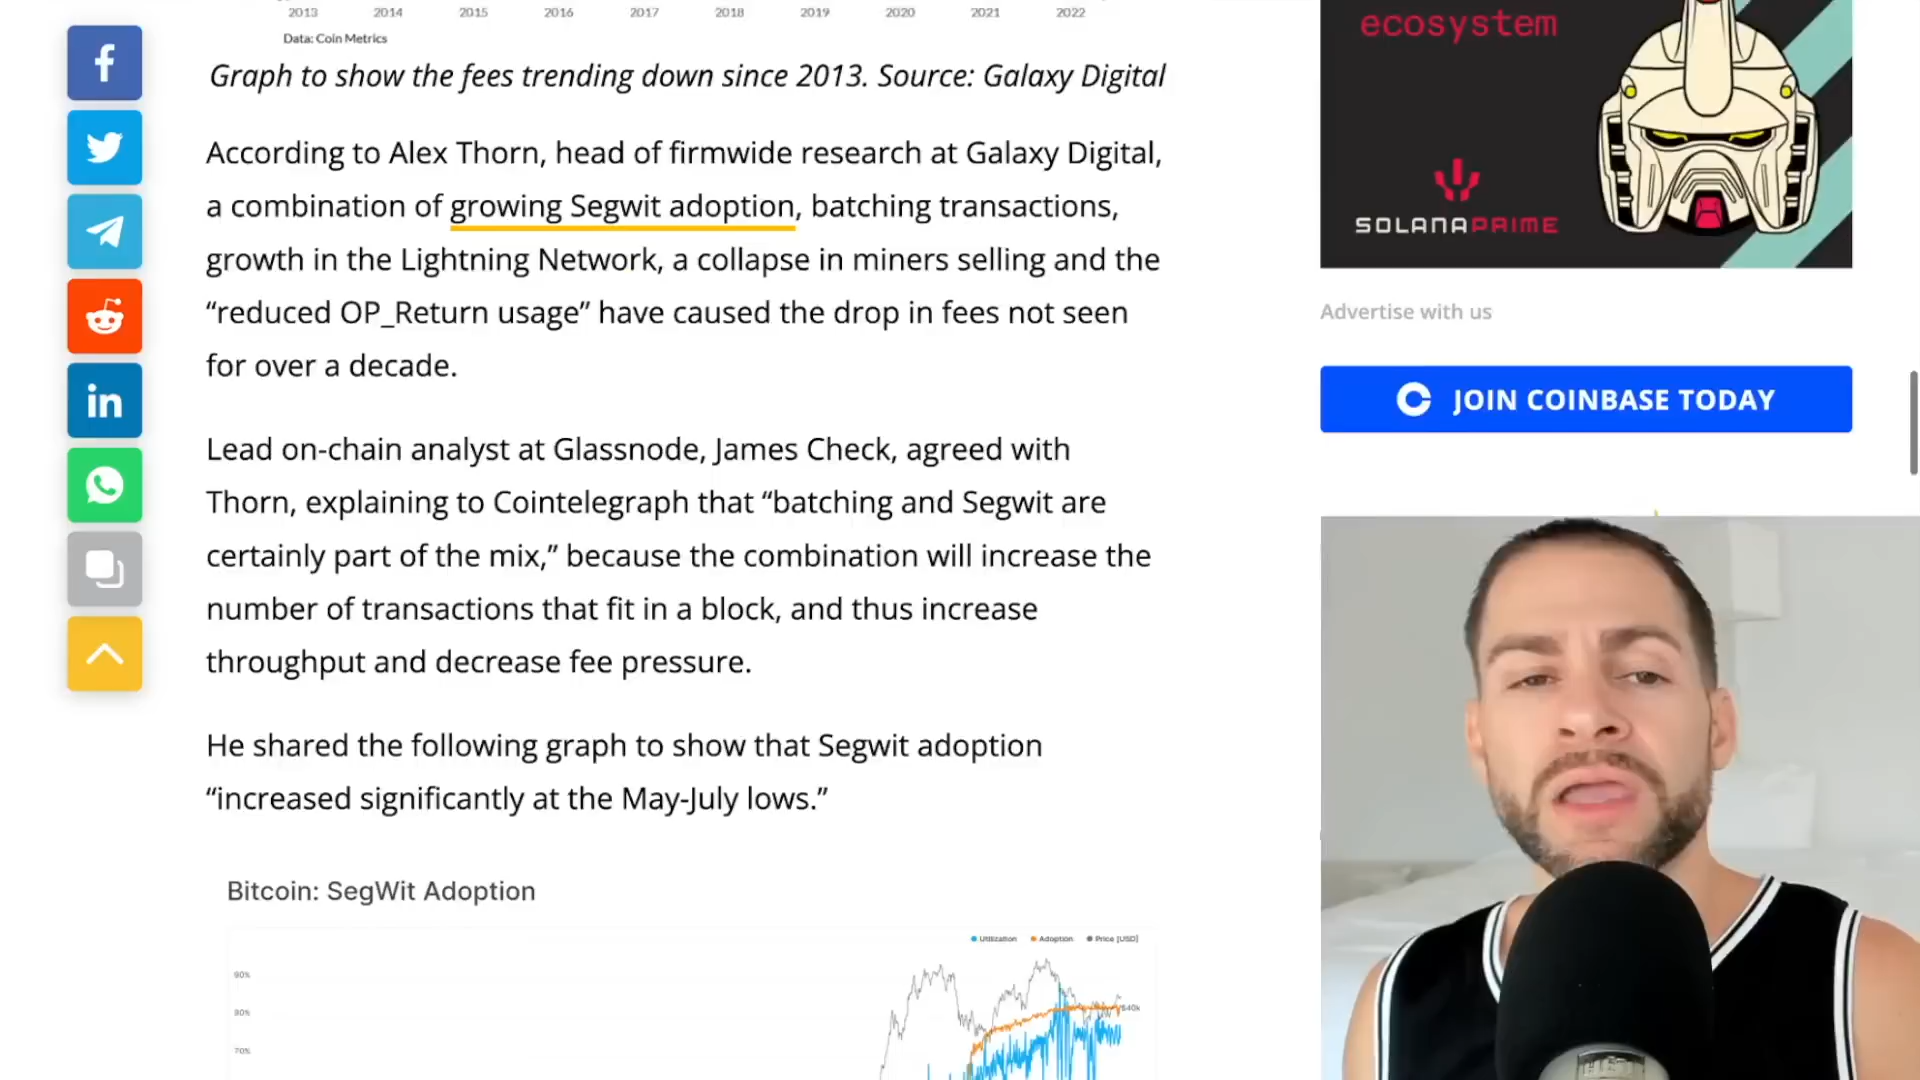 2013 2014 2015 2016 2017 2018 2019 2020 2021 2022
Data: Coin Metrics
Graph to show the fees trending down since 2013. Source: Galaxy Digital
According to Alex Thorn, head of firmwide research at Galaxy Digital,
a combination of growing Segwit adoption, batching transactions,
growth in the Lightning Network, a collapse in miners selling and the
“reduced OP_Return usage” have caused the drop in fees not seen
for over a decade.
Lead on-chain analyst at Glassnode, James Check, agreed with
Thorn, explaining to Cointelegraph that “batching and Segwit are
certainly part of the mix,” because the combination will increase the
number of transactions that fit in a block, and thus increase
throughput and decrease fee pressure.
He shared the following graph to show that Segwit adoption
“increased significantly at the May-July lows.”
Bitcoin: SegWit Adoption
Utilization Adoption Price [USD]
90%
80%
$40k
70%
ecosystem
SOLANAPRIME
Advertise with us
JOIN COINBASE TODAY